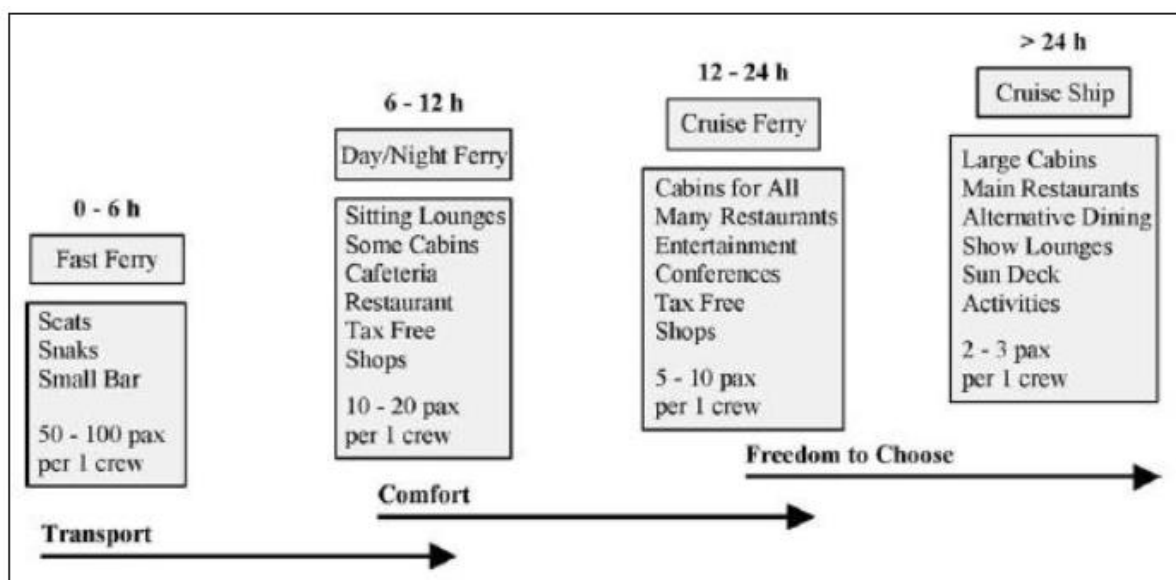 0 - 6 h
Fast Ferry
Seats
Snaks
Small Bar
50 - 100 pax
per 1 crew
6 - 12 h
Day/Night Ferry
Sitting Lounges
Some Cabins
Cafeteria
Restaurant
Tax Free
Shops
10 - 20 pax
per 1 crew
12 - 24 h
Cruise Ferry
Cabins for All
Many Restaurants
Entertainment
Conferences
Tax Free
Shops
5 - 10 pax
per 1 crew
> 24 h
Cruise Ship
Large Cabins
Main Restaurants
Alternative Dining
Show Lounges
Sun Deck
Activities
2 - 3 pax
per 1 crew
Transport
Comfort
Freedom to Choose